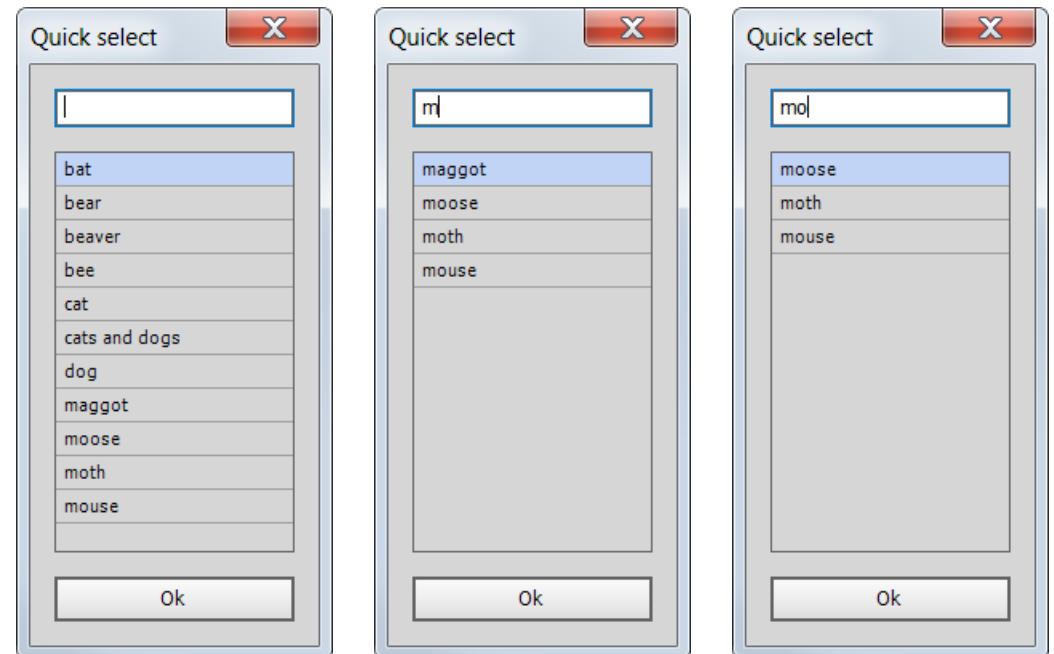 Quick select
X
bat
bear
beaver
bee
cat
cats and dogs
dog
maggot
moose
moth
mouse
Ok
Quick select
X
m
maggot
moose
moth
mouse
Ok
Quick select
X
mo
moose
moth
mouse
Ok